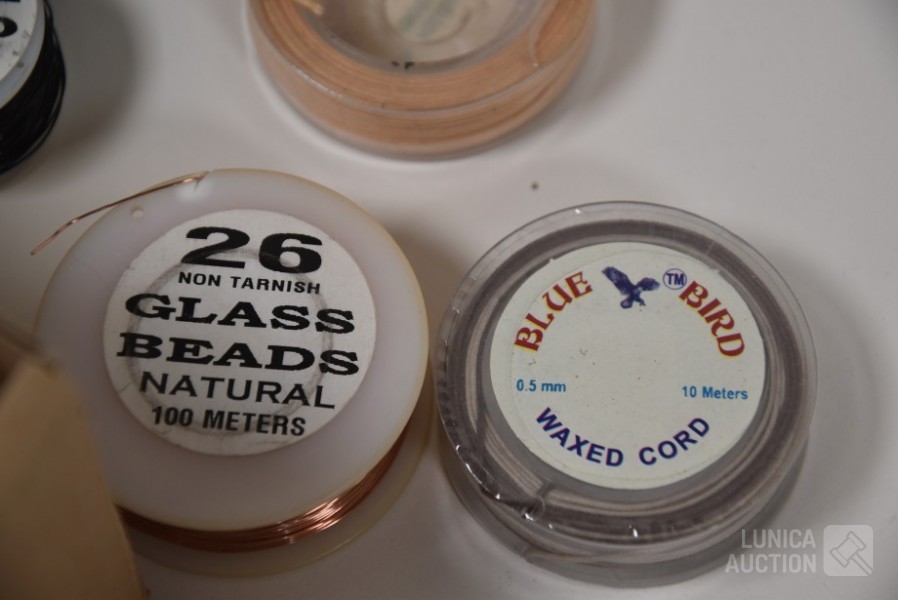 26
NON TARNISH
GLASS
BEADS
NATURAL
100 METERS
BLUE BIRD
TM
0.5 mm
10 Meters
WAXED CORD
LUNICA
AUCTION